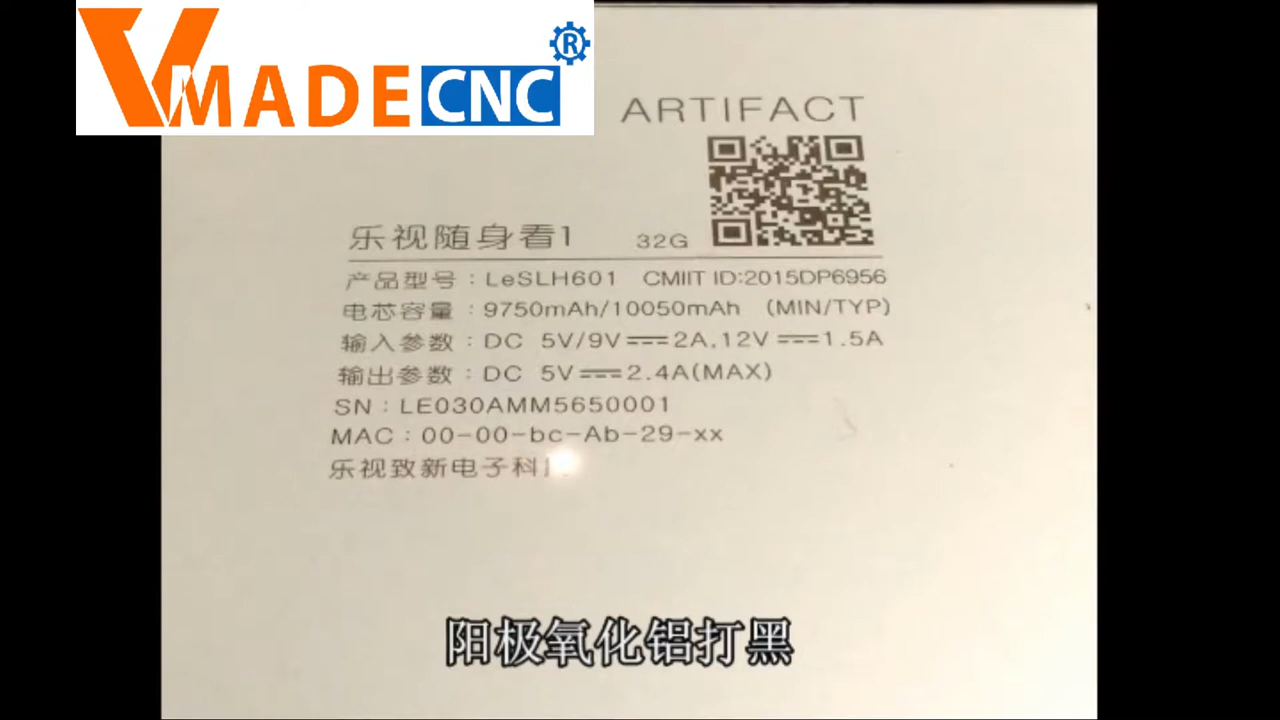 VMADECNC®
ARTIFACT
乐视随身看1 32G
产品型号：LeSLH601 CMIIT ID:2015DP6956
电芯容量：9750mAh/10050mAh (MIN/TYP)
输入参数：DC 5V/9V⎓2A,12V⎓1.5A
输出参数：DC 5V⎓2.4A(MAX)
SN：LE030AMM5650001
MAC：00-00-bc-Ab-29-xx
乐视致新电子科
阳极氧化铝打黑